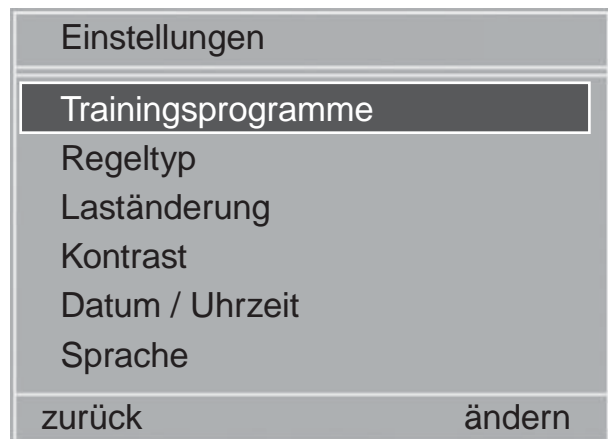 Einstellungen
Trainingsprogramme
Regeltyp
Laständerung
Kontrast
Datum / Uhrzeit
Sprache
zurück ändern